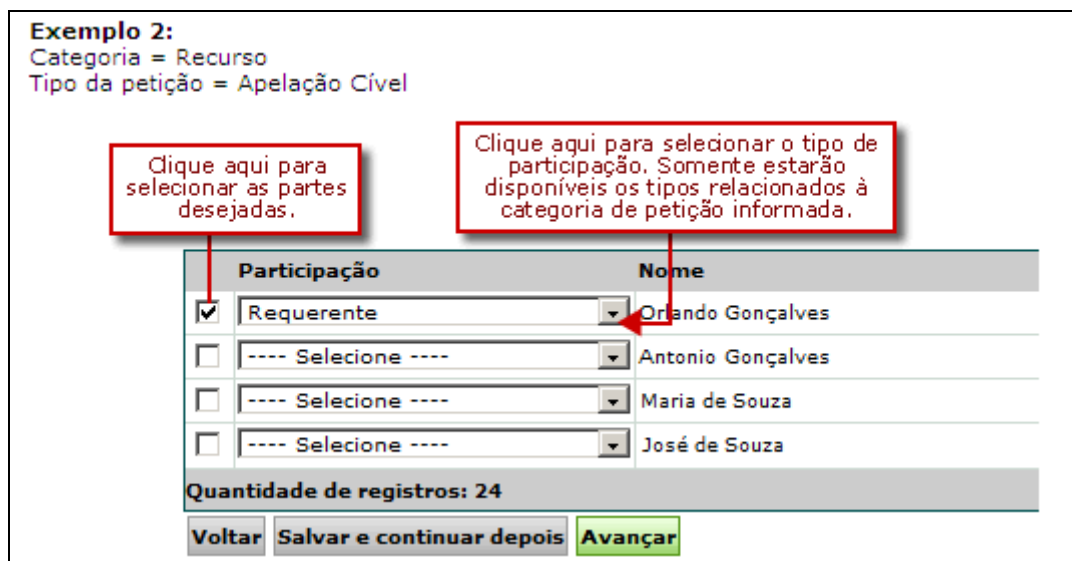 Exemplo 2:
Categoria = Recurso
Tipo da petição = Apelação Cível
Clique aqui para
selecionar as partes
desejadas.
Clique aqui para selecionar o tipo de
participação. Somente estarão
disponíveis os tipos relacionados à
categoria de petição informada.
Participação Nome
Requerente Orlando Gonçalves
---- Selecione ---- Antonio Gonçalves
---- Selecione ---- Maria de Souza
---- Selecione ---- José de Souza
Quantidade de registros: 24
Voltar Salvar e continuar depois Avançar